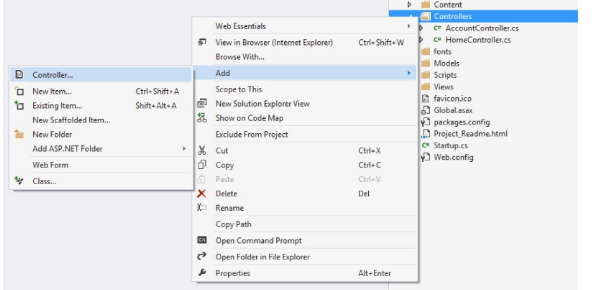 Content
Controllers
AccountController.cs
HomeController.cs
fonts
Models
Scripts
Views
favicon.ico
Global.asax
packages.config
Project_Readme.html
Startup.cs
Web.config
Web Essentials
View in Browser (Internet Explorer) Ctrl+Shift+W
Browse With...
Add
Scope to This
New Solution Explorer View
Show on Code Map
Exclude From Project
Cut Ctrl+X
Copy Ctrl+C
Paste Ctrl+V
Delete Del
Rename
Copy Path
Open Command Prompt
Open Folder in File Explorer
Properties Alt+Enter
Controller...
New Item... Ctrl+Shift+A
Existing Item... Shift+Alt+A
New Scaffolded Item...
New Folder
Add ASP.NET Folder
Web Form
Class...